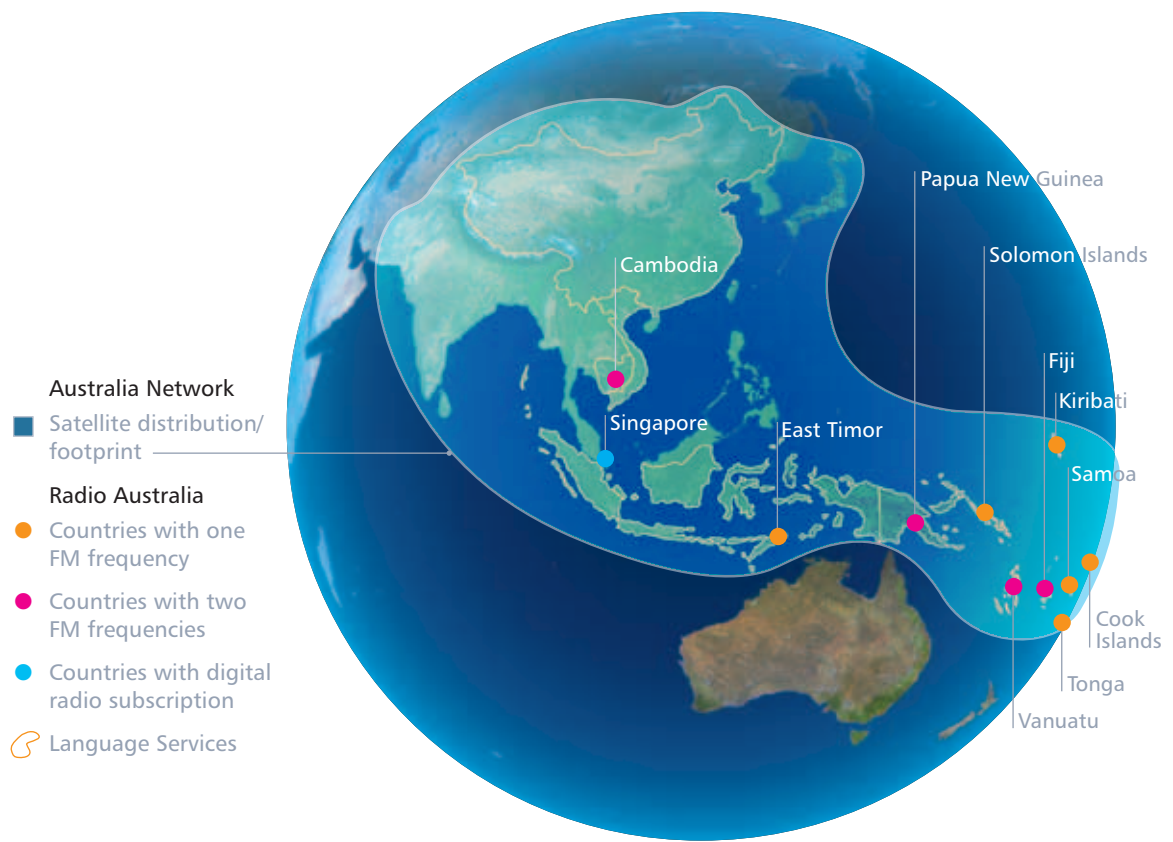 Papua New Guinea
Solomon Islands
Cambodia
Fiji
Kiribati
Australia Network
Satellite distribution/
footprint
Singapore
East Timor
Samoa
Radio Australia
Countries with one
FM frequency
Countries with two
FM frequencies
Countries with digital
radio subscription
Language Services
Cook
Islands
Tonga
Vanuatu